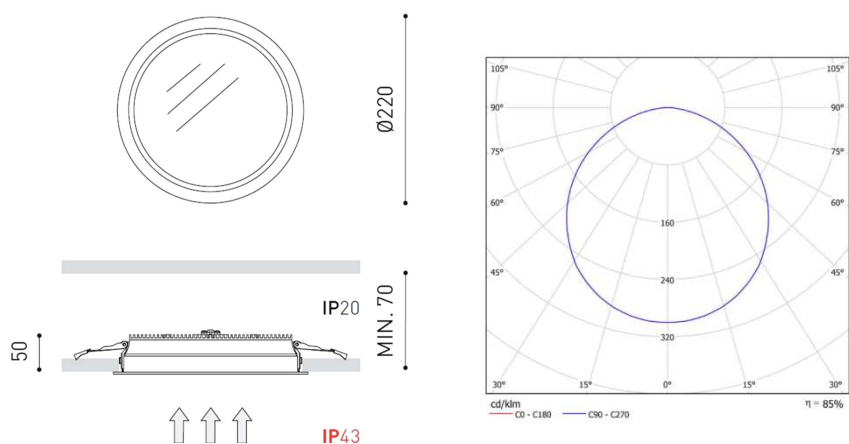 Ø220
IP20
MIN. 70
50
IP43
105° 105°
90° 90°
75° 75°
60° 60°
160
45° 45°
240
320
30° 15° 0° 15° 30°
cd/klm η = 85%
C0 - C180 C90 - C270